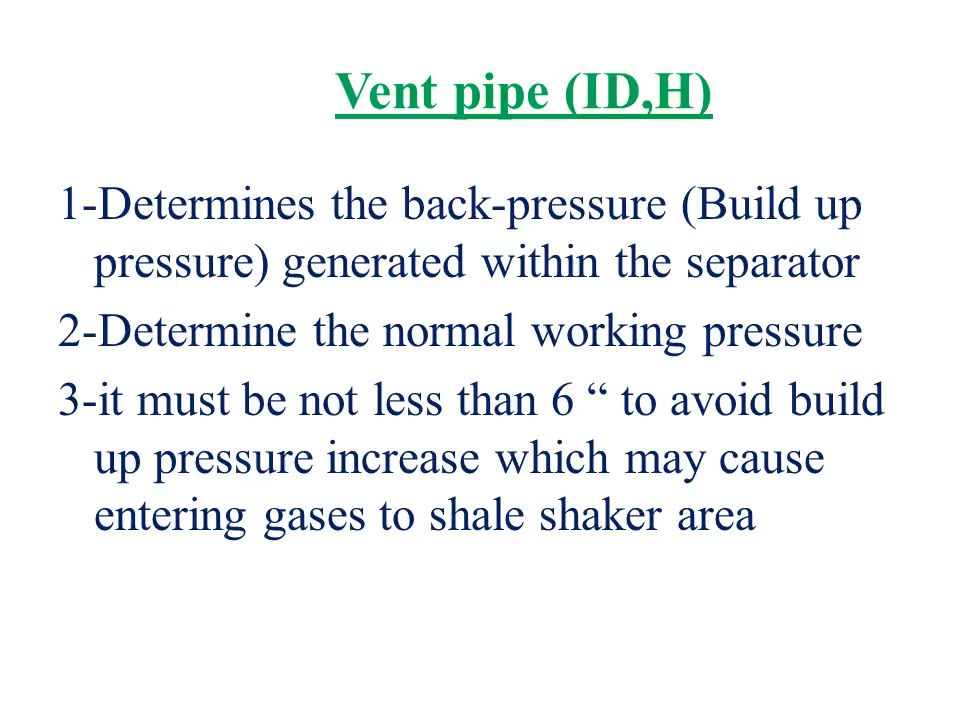 Vent pipe (ID,H)
1-Determines the back-pressure (Build up
pressure) generated within the separator
2-Determine the normal working pressure
3-it must be not less than 6 “ to avoid build
up pressure increase which may cause
entering gases to shale shaker area